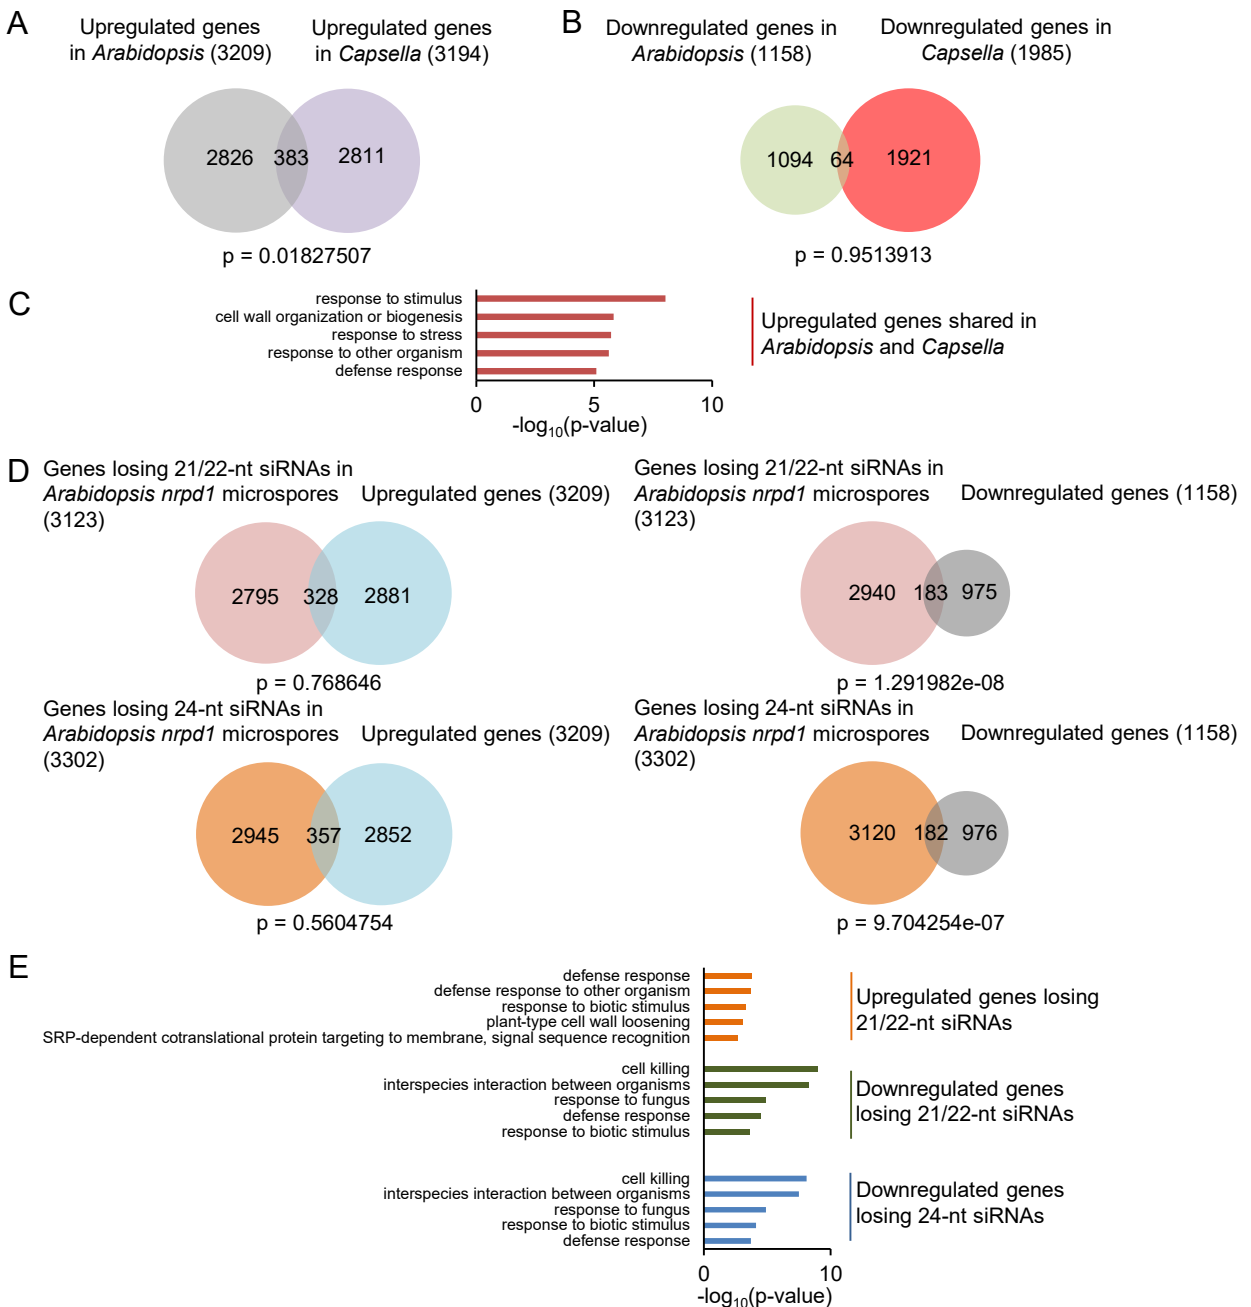 A
Upregulated genes
in Arabidopsis (3209)
Upregulated genes
in Capsella (3194)
2826
383
2811
p = 0.01827507
B
Downregulated genes in
Arabidopsis (1158)
Downregulated genes in
Capsella (1985)
1094
64
1921
p = 0.9513913
C
response to stimulus
cell wall organization or biogenesis
response to stress
response to other organism
defense response
0
5
10
-log10(p-value)
Upregulated genes shared in
Arabidopsis and Capsella
D
Genes losing 21/22-nt siRNAs in
Arabidopsis nrpd1 microspores
(3123)
Upregulated genes (3209)
2795
328
2881
p = 0.768646
Genes losing 21/22-nt siRNAs in
Arabidopsis nrpd1 microspores
(3123)
Downregulated genes (1158)
2940
183
975
p = 1.291982e-08
Genes losing 24-nt siRNAs in
Arabidopsis nrpd1 microspores
(3302)
Upregulated genes (3209)
2945
357
2852
p = 0.5604754
Genes losing 24-nt siRNAs in
Arabidopsis nrpd1 microspores
(3302)
Downregulated genes (1158)
3120
182
976
p = 9.704254e-07
E
defense response
defense response to other organism
response to biotic stimulus
plant-type cell wall loosening
SRP-dependent cotranslational protein targeting to membrane, signal sequence recognition
Upregulated genes losing
21/22-nt siRNAs
cell killing
interspecies interaction between organisms
response to fungus
defense response
response to biotic stimulus
Downregulated genes
losing 21/22-nt siRNAs
cell killing
interspecies interaction between organisms
response to fungus
response to biotic stimulus
defense response
Downregulated genes
losing 24-nt siRNAs
0
10
-log10(p-value)